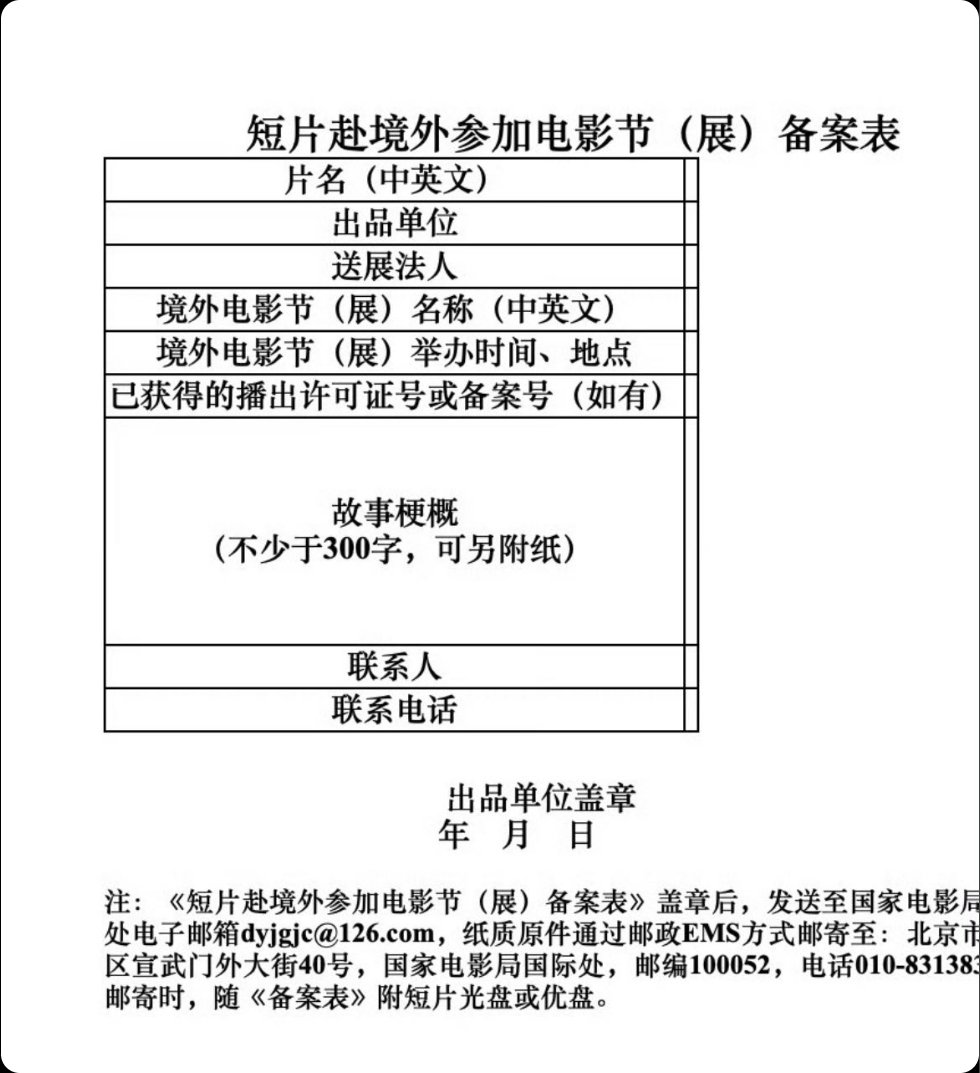 短片赴境外参加电影节（展）备案表
片名（中英文）
出品单位
送展法人
境外电影节（展）名称（中英文）
境外电影节（展）举办时间、地点
已获得的播出许可证号或备案号（如有）
故事梗概
（不少于300字，可另附纸）
联系人
联系电话
出品单位盖章
年 月 日
注：《短片赴境外参加电影节（展）备案表》盖章后，发送至国家电影局
处电子邮箱dyjgjc@126.com，纸质原件通过邮政EMS方式邮寄至：北京市
区宣武门外大街40号，国家电影局国际处，邮编100052，电话010-83138
邮寄时，随《备案表》附短片光盘或优盘。